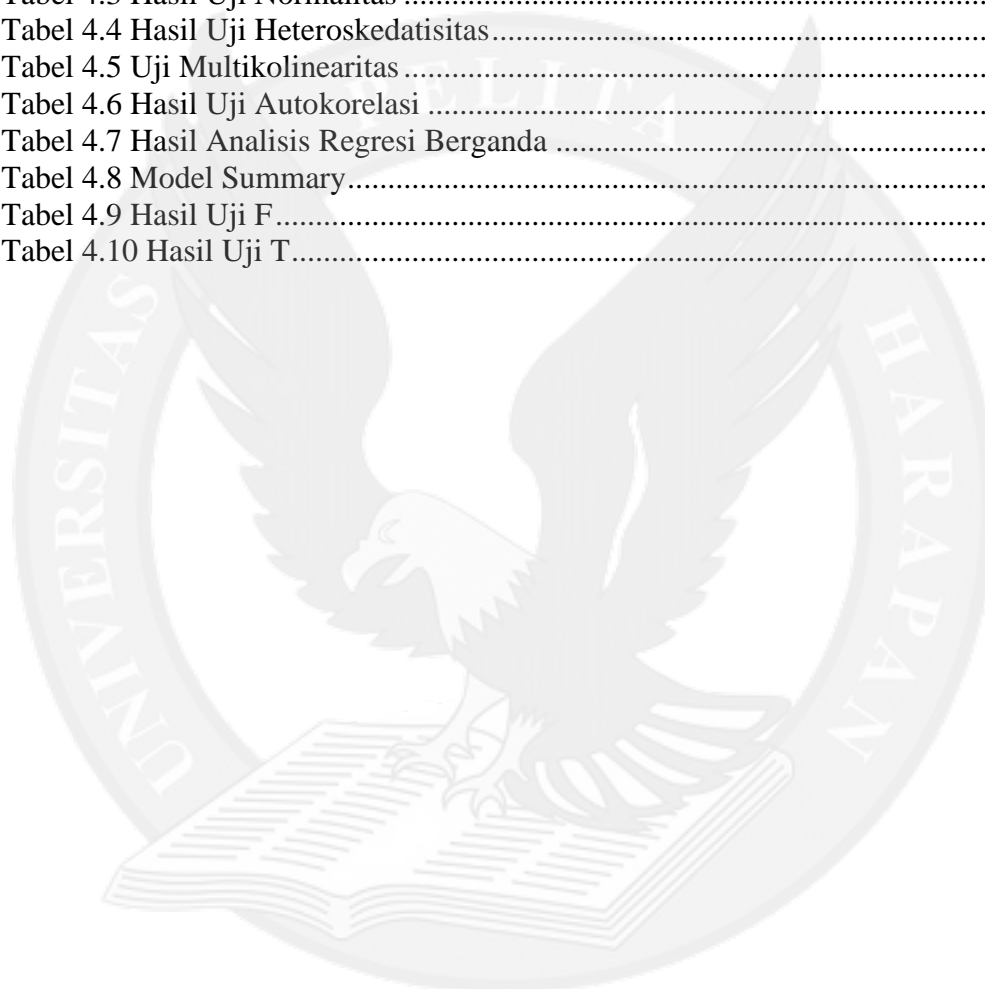 Tabel 4.3 Hasil Uji Normalitas ........................................................................
Tabel 4.4 Hasil Uji Heteroskedatisitas..............................................................
Tabel 4.5 Uji Multikolinearitas .........................................................................
Tabel 4.6 Hasil Uji Autokorelasi ......................................................................
Tabel 4.7 Hasil Analisis Regresi Berganda ......................................................
Tabel 4.8 Model Summary................................................................................
Tabel 4.9 Hasil Uji F.........................................................................................
Tabel 4.10 Hasil Uji T.......................................................................................
UNIVERSITAS PELITA HARAPAN